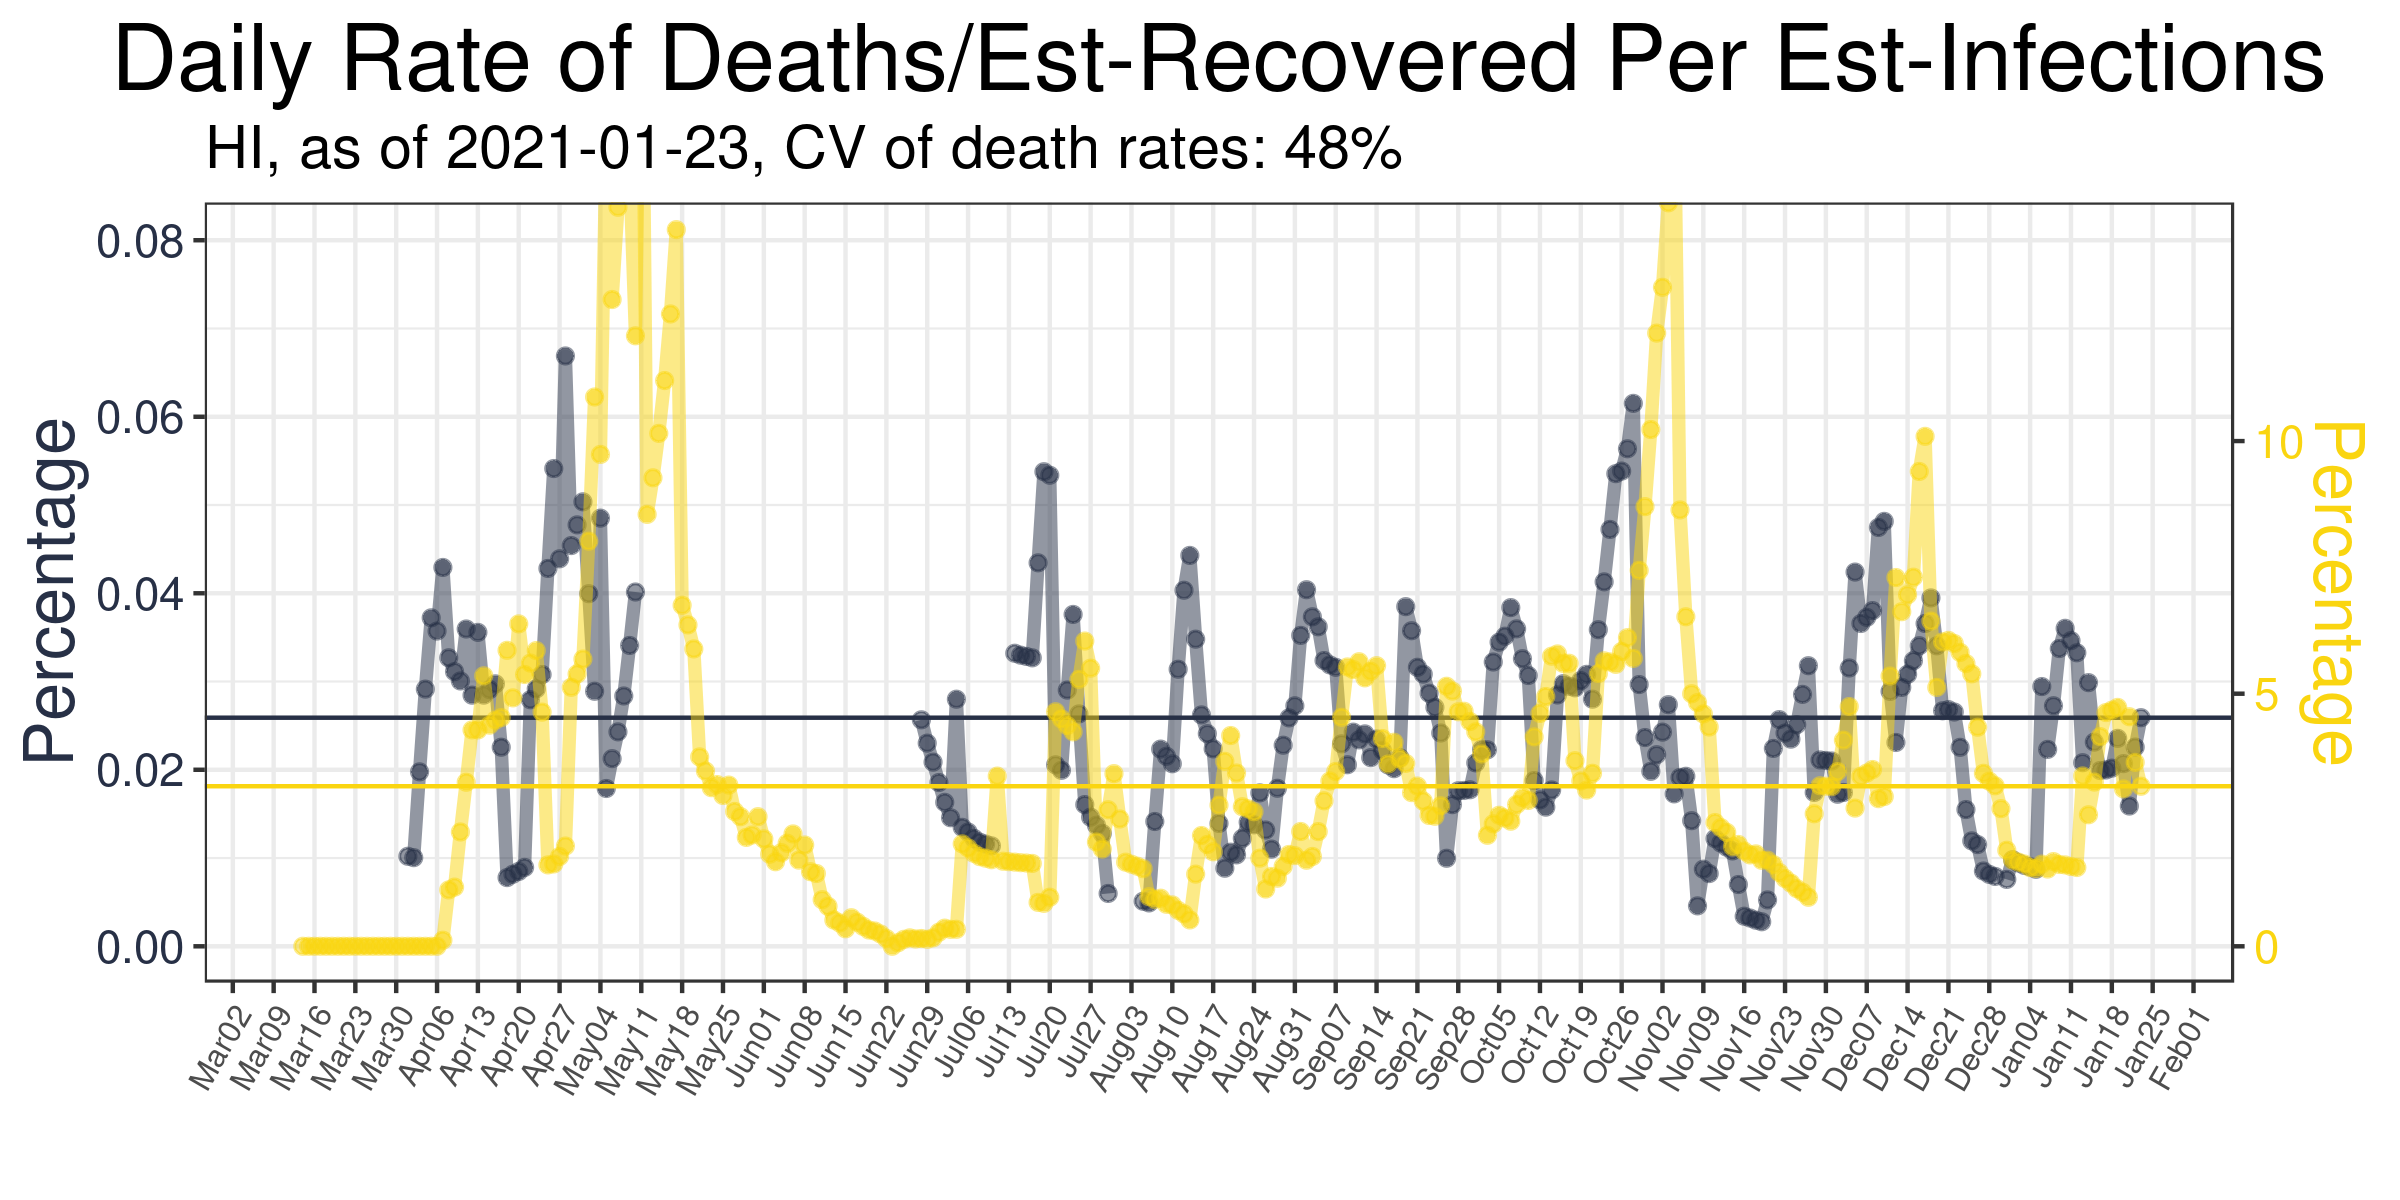 Daily Rate of Deaths/Est-Recovered Per Est-Infections
HI, as of 2021-01-23, CV of death rates: 48%
Percentage
0.08
0.06
0.04
0.02
0.00
10
5
0
Percentage
Mar02
Mar09
Mar16
Mar23
Mar30
Apr06
Apr13
Apr20
Apr27
May04
May11
May18
May25
Jun01
Jun08
Jun15
Jun22
Jun29
Jul06
Jul13
Jul20
Jul27
Aug03
Aug10
Aug17
Aug24
Aug31
Sep07
Sep14
Sep21
Sep28
Oct05
Oct12
Oct19
Oct26
Nov02
Nov09
Nov16
Nov23
Nov30
Dec07
Dec14
Dec21
Dec28
Jan04
Jan11
Jan18
Jan25
Feb01